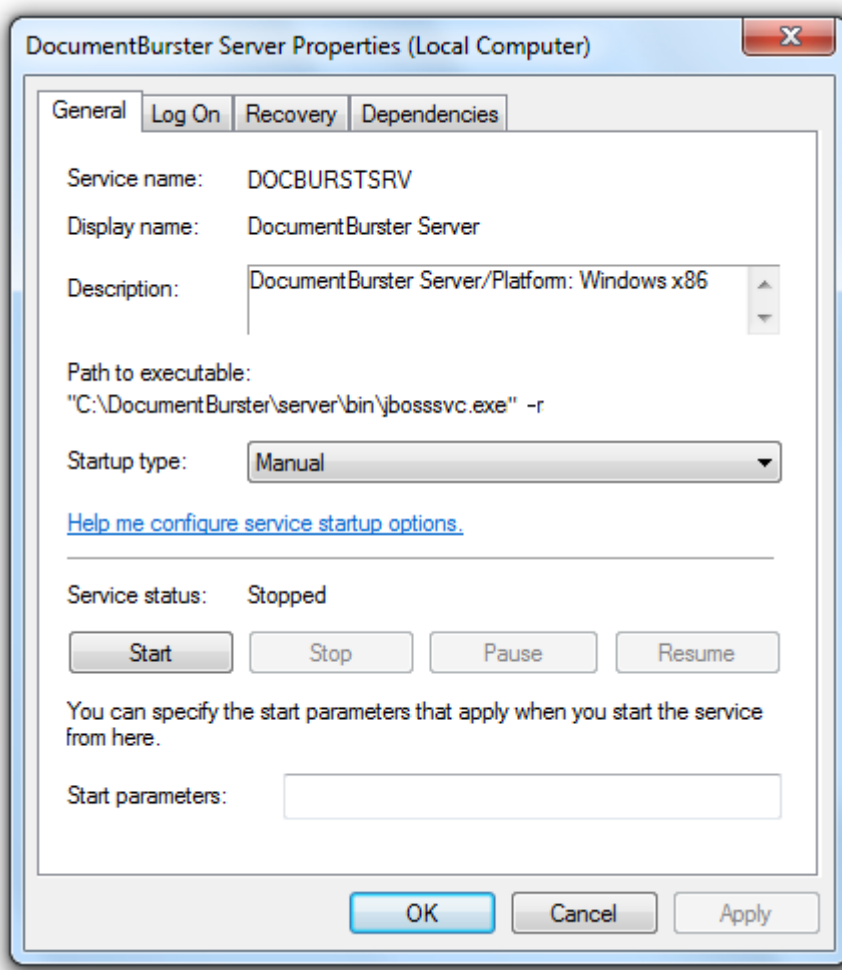 DocumentBurster Server Properties (Local Computer)
General Log On Recovery Dependencies
Service name: DOCBURSTSRV
Display name: DocumentBurster Server
Description: DocumentBurster Server/Platform: Windows x86
Path to executable:
"C:\DocumentBurster\server\bin\jbosssvc.exe" -r
Startup type: Manual
Help me configure service startup options.
Service status: Stopped
Start Stop Pause Resume
You can specify the start parameters that apply when you start the service
from here.
Start parameters:
OK Cancel Apply